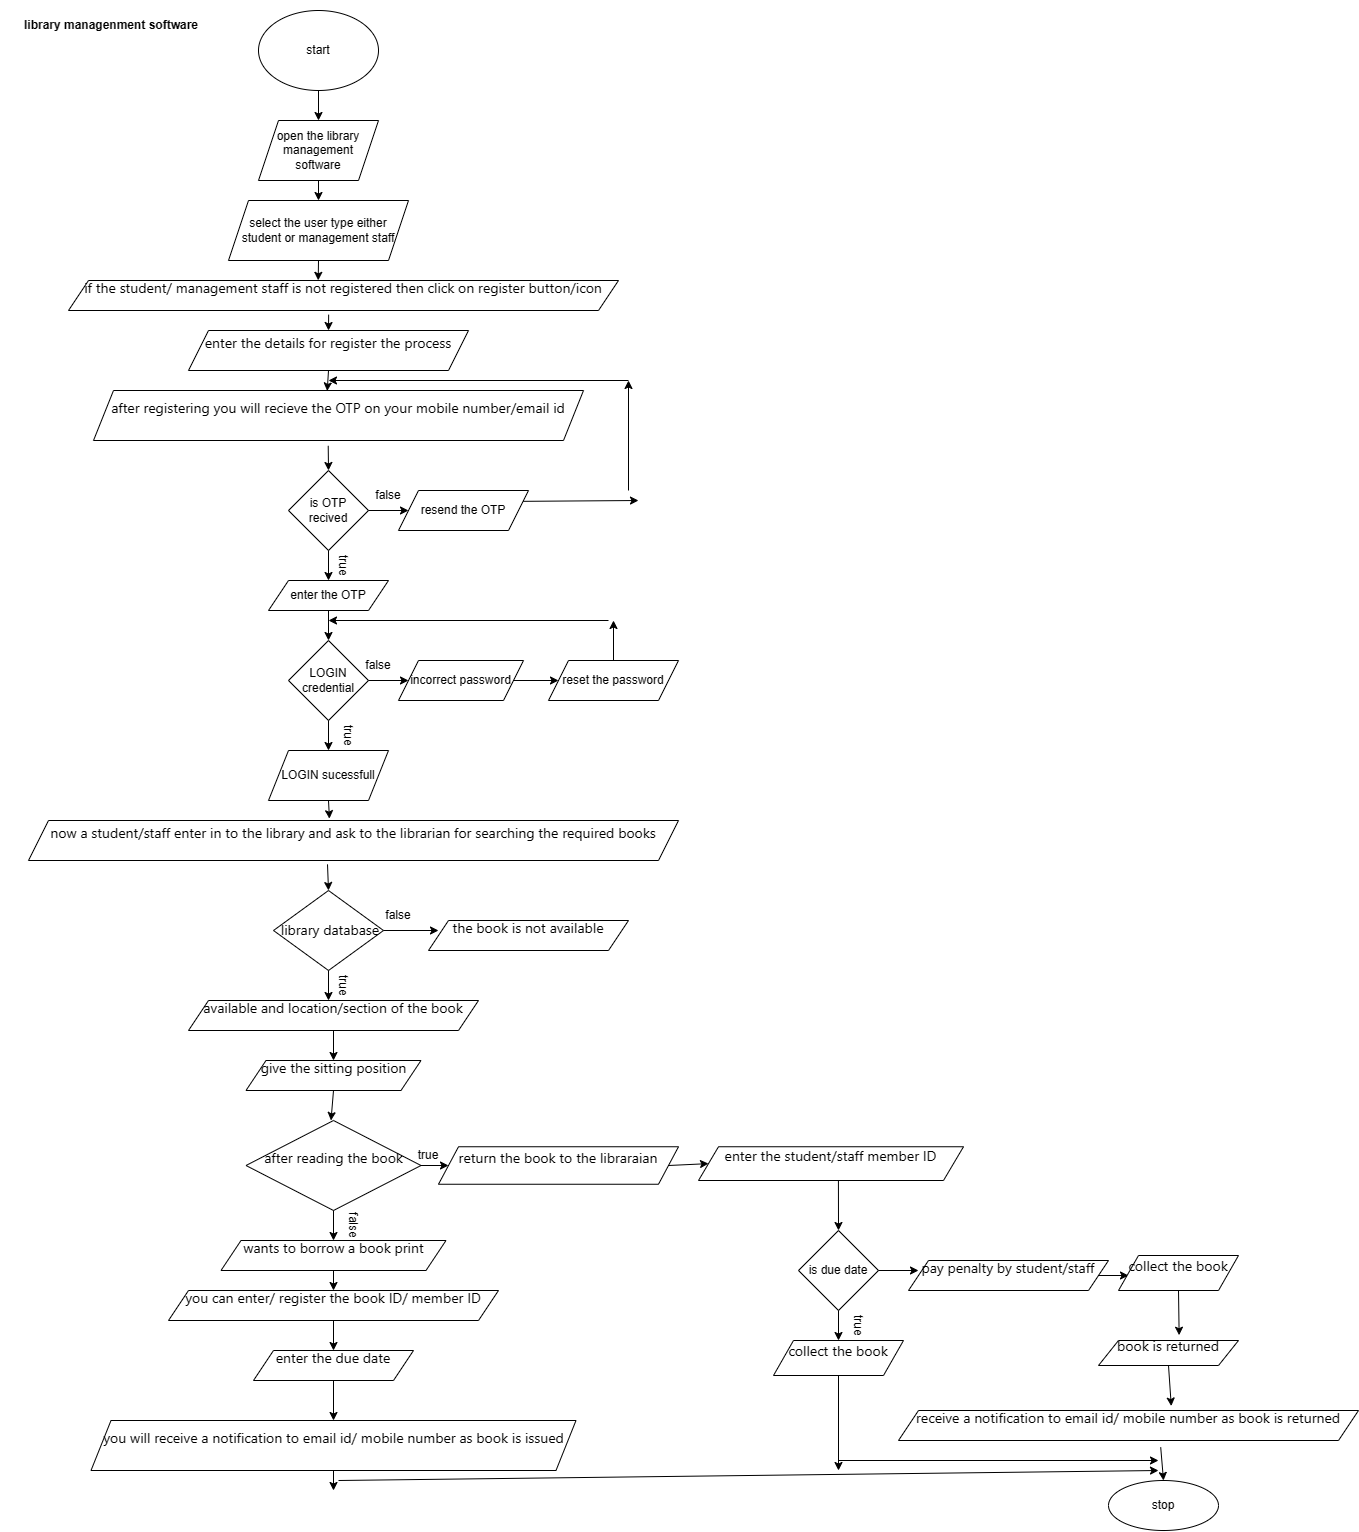 library managenment software
start
open the library
management
software
select the user type either
student or management staff
if the student/ management staff is not registered then click on register button/icon
enter the details for register the process
after registering you will recieve the OTP on your mobile number/email id
is OTP
recived
false
resend the OTP
true
enter the OTP
LOGIN
credential
false
incorrect password
reset the password
true
LOGIN sucessfull
now a student/staff enter in to the library and ask to the librarian for searching the required books
library database
false
the book is not available
true
available and location/section of the book
give the sitting position
after reading the book
true
return the book to the libraraian
enter the student/staff member ID
false
wants to borrow a book print
you can enter/ register the book ID/ member ID
enter the due date
you will receive a notification to email id/ mobile number as book is issued
is due date
pay penalty by student/staff
collect the book
true
collect the book
book is returned
receive a notification to email id/ mobile number as book is returned
stop